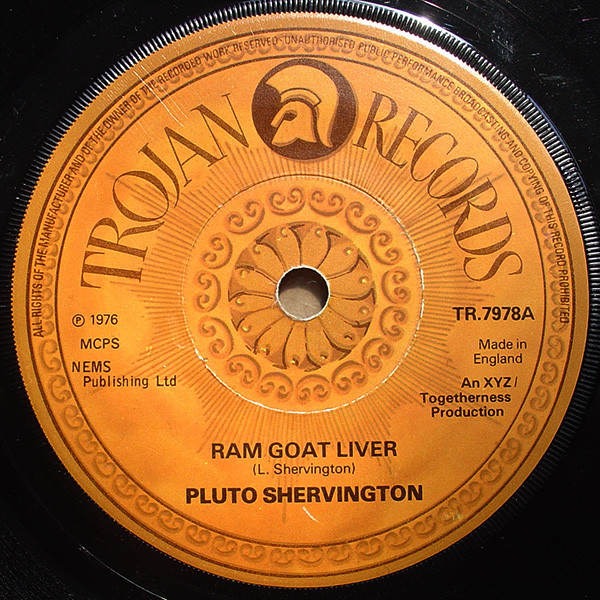 ALL RIGHTS OF THE MANUFACTURER AND OF THE OWNER OF THE RECORDED WORK RESERVED · UNAUTHORISED PUBLIC PERFORMANCE BROADCASTING AND COPYING OF THIS RECORD PROHIBITED
TROJAN RECORDS
℗ 1976
MCPS
NEMS
Publishing Ltd
TR.7978A
Made in
England
An XYZ/
Togetherness
Production
RAM GOAT LIVER
(L. Shervington)
PLUTO SHERVINGTON